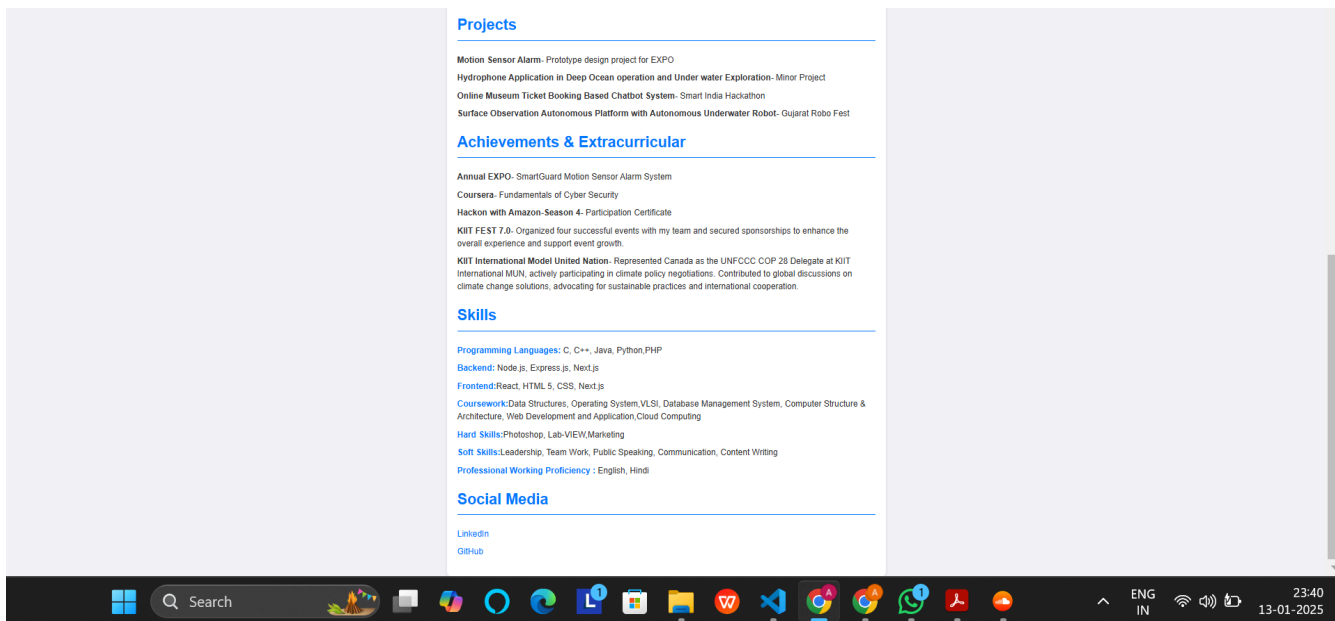 Projects
Motion Sensor Alarm- Prototype design project for EXPO
Hydrophone Application in Deep Ocean operation and Under water Exploration- Minor Project
Online Museum Ticket Booking Based Chatbot System- Smart India Hackathon
Surface Observation Autonomous Platform with Autonomous Underwater Robot- Gujarat Robo Fest
Achievements & Extracurricular
Annual EXPO- SmartGuard Motion Sensor Alarm System
Coursera- Fundamentals of Cyber Security
Hackon with Amazon-Season 4- Participation Certificate
KIIT FEST 7.0- Organized four successful events with my team and secured sponsorships to enhance the
overall experience and support event growth.
KIIT International Model United Nation- Represented Canada as the UNFCCC COP 28 Delegate at KIIT
International MUN, actively participating in climate policy negotiations. Contributed to global discussions on
climate change solutions, advocating for sustainable practices and international cooperation.
Skills
Programming Languages: C, C++, Java, Python,PHP
Backend: Node.js, Express.js, Next.js
Frontend:React, HTML 5, CSS, Next.js
Coursework:Data Structures, Operating System,VLSI, Database Management System, Computer Structure &
Architecture, Web Development and Application,Cloud Computing
Hard Skills:Photoshop, Lab-VIEW,Marketing
Soft Skills:Leadership, Team Work, Public Speaking, Communication, Content Writing
Professional Working Proficiency : English, Hindi
Social Media
LinkedIn
GitHub
Search
L
1
W
A
A
1
ENG
IN
23:40
13-01-2025